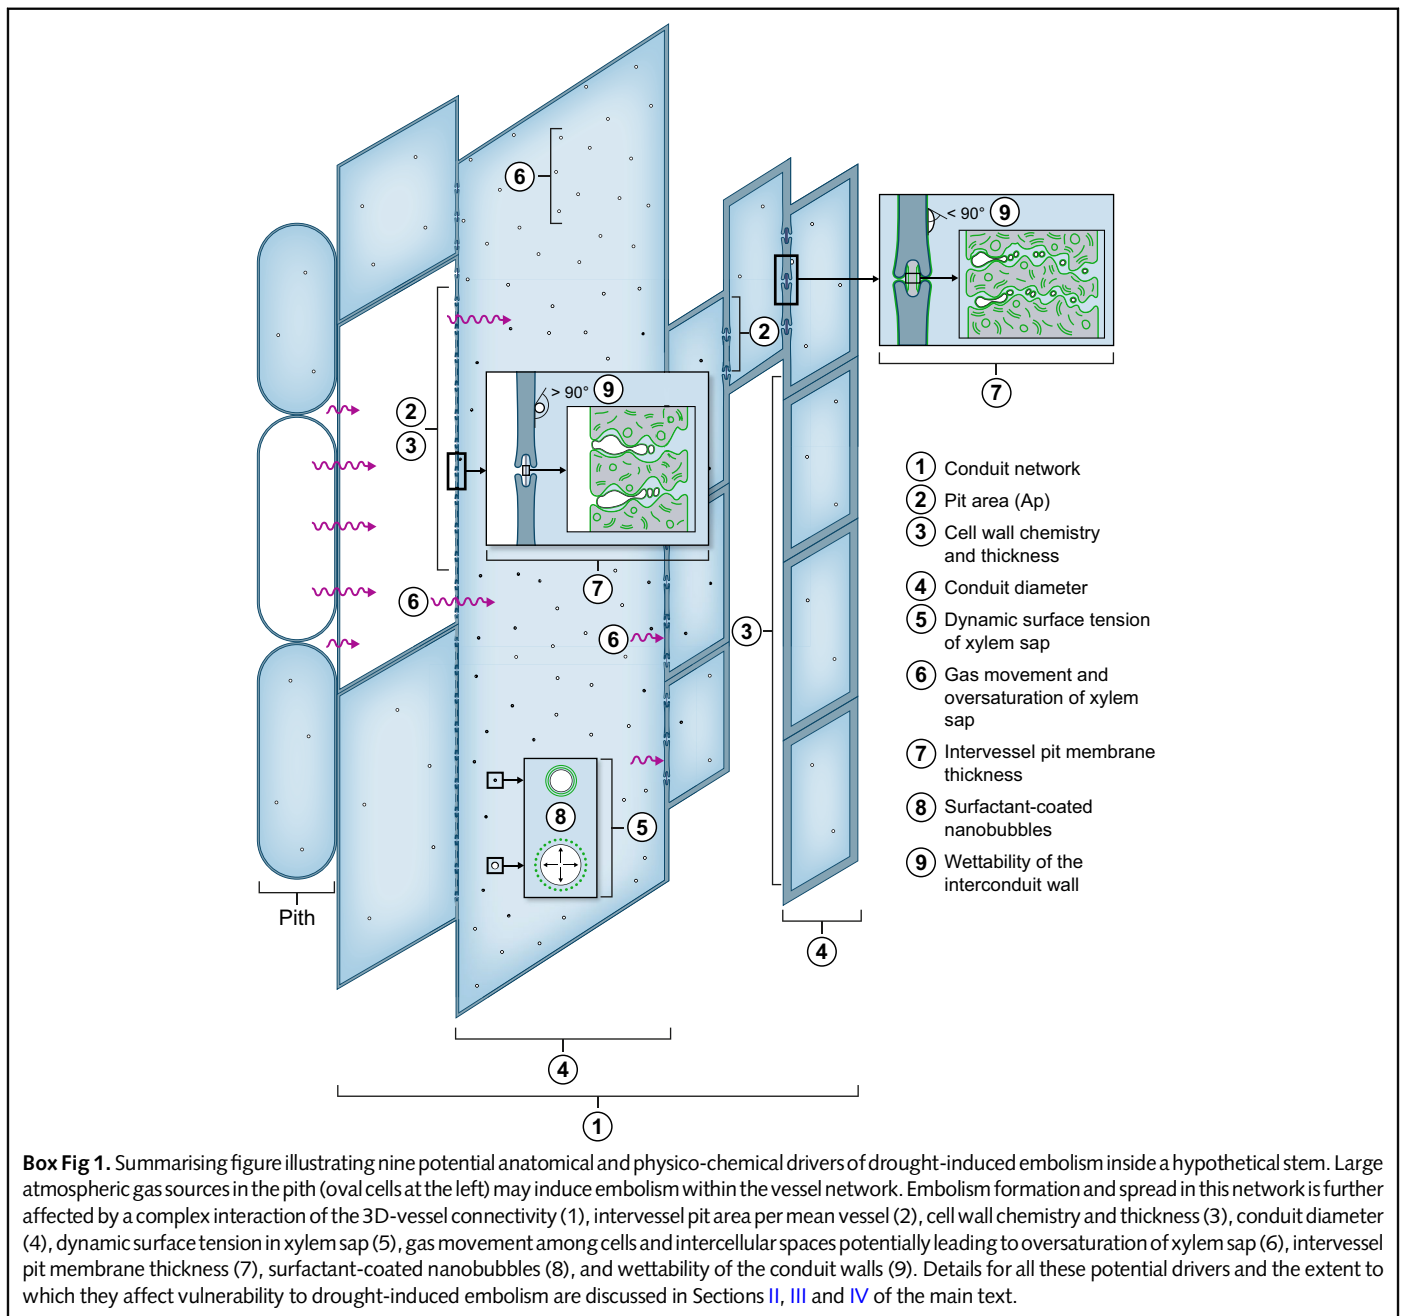 6
< 90° 9
2
7
> 90° 9
2
3
7
6
6
3
8
5
Pith
4
4
1
1 Conduit network
2 Pit area (Ap)
3 Cell wall chemistry
and thickness
4 Conduit diameter
5 Dynamic surface tension
of xylem sap
6 Gas movement and
oversaturation of xylem
sap
7 Intervessel pit membrane
thickness
8 Surfactant-coated
nanobubbles
9 Wettability of the
interconduit wall
Box Fig 1. Summarising figure illustrating nine potential anatomical and physico-chemical drivers of drought-induced embolism inside a hypothetical stem. Large
atmospheric gas sources in the pith (oval cells at the left) may induce embolism within the vessel network. Embolism formation and spread in this network is further
affected by a complex interaction of the 3D-vessel connectivity (1), intervessel pit area per mean vessel (2), cell wall chemistry and thickness (3), conduit diameter
(4), dynamic surface tension in xylem sap (5), gas movement among cells and intercellular spaces potentially leading to oversaturation of xylem sap (6), intervessel
pit membrane thickness (7), surfactant-coated nanobubbles (8), and wettability of the conduit walls (9). Details for all these potential drivers and the extent to
which they affect vulnerability to drought-induced embolism are discussed in Sections II, III and IV of the main text.